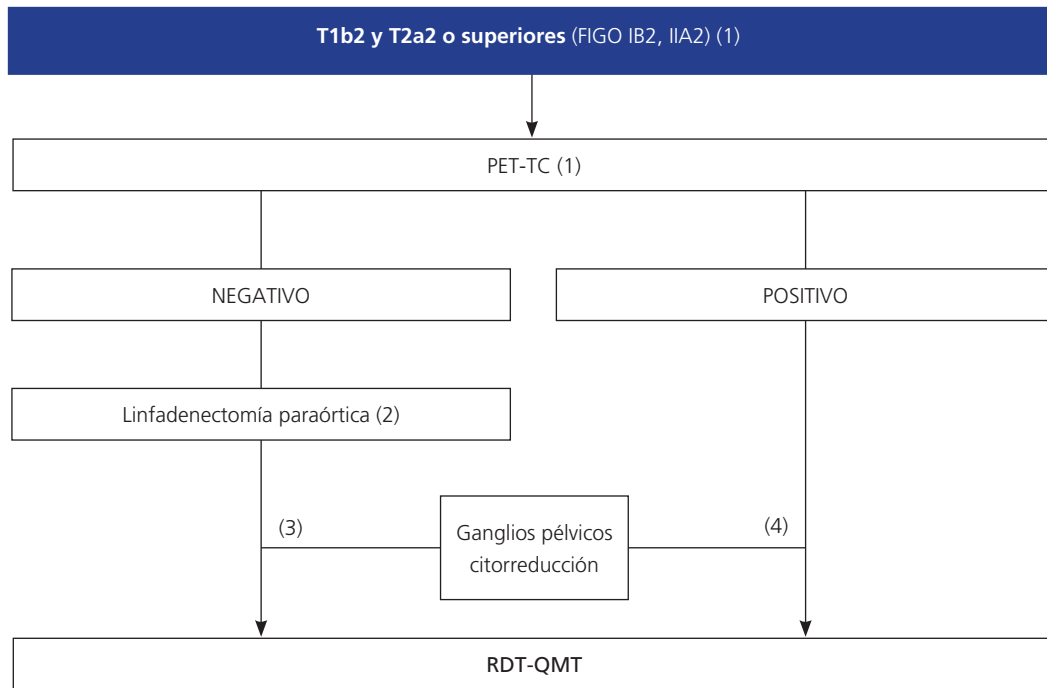 T1b2 y T2a2 o superiores (FIGO IB2, IIA2) (1)
PET-TC (1)
NEGATIVO
POSITIVO
Linfadenectomía paraórtica (2)
(3)
Ganglios pélvicos
citorreducción
(4)
RDT-QMT